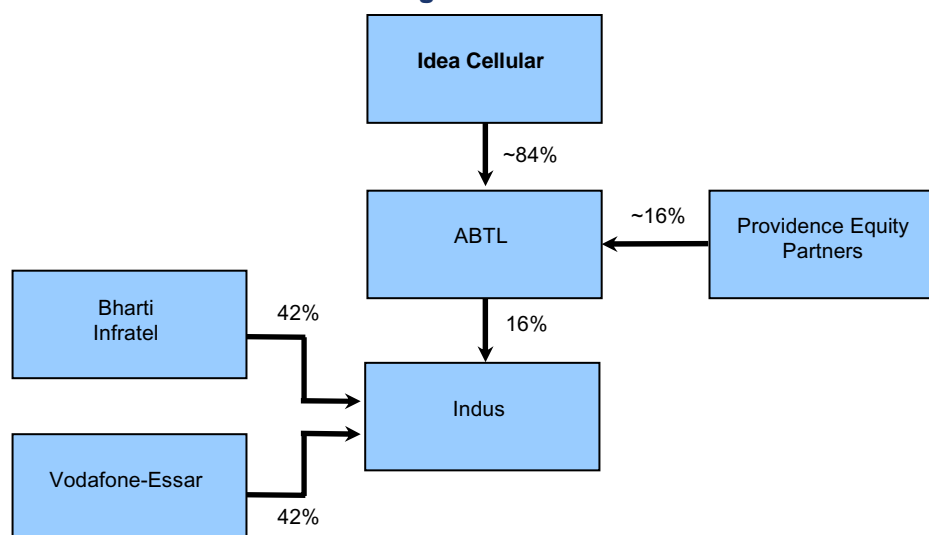 Idea Cellular
~84%
ABTL
~16%
Providence Equity
Partners
Bharti
Infratel
42%
16%
Indus
Vodafone-Essar
42%